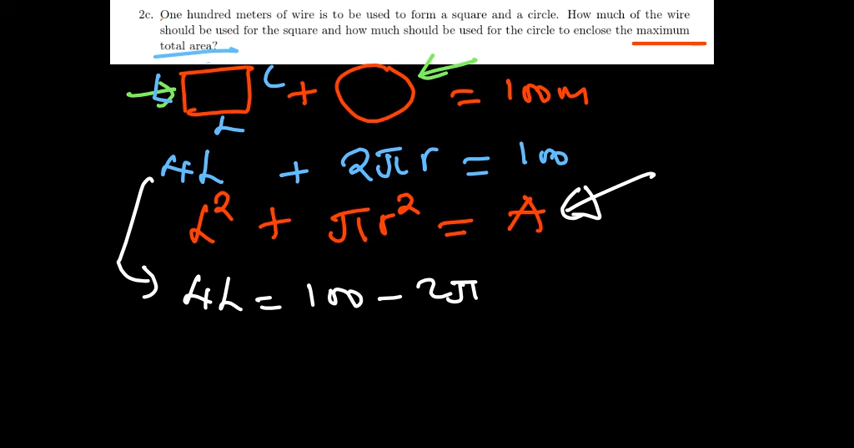 2c. One hundred meters of wire is to be used to form a square and a circle. How much of the wire
should be used for the square and how much should be used for the circle to enclose the maximum
total area?
L + = 100m
L
4L + 2πr = 100
L² + πr² = A
4L = 100 - 2π